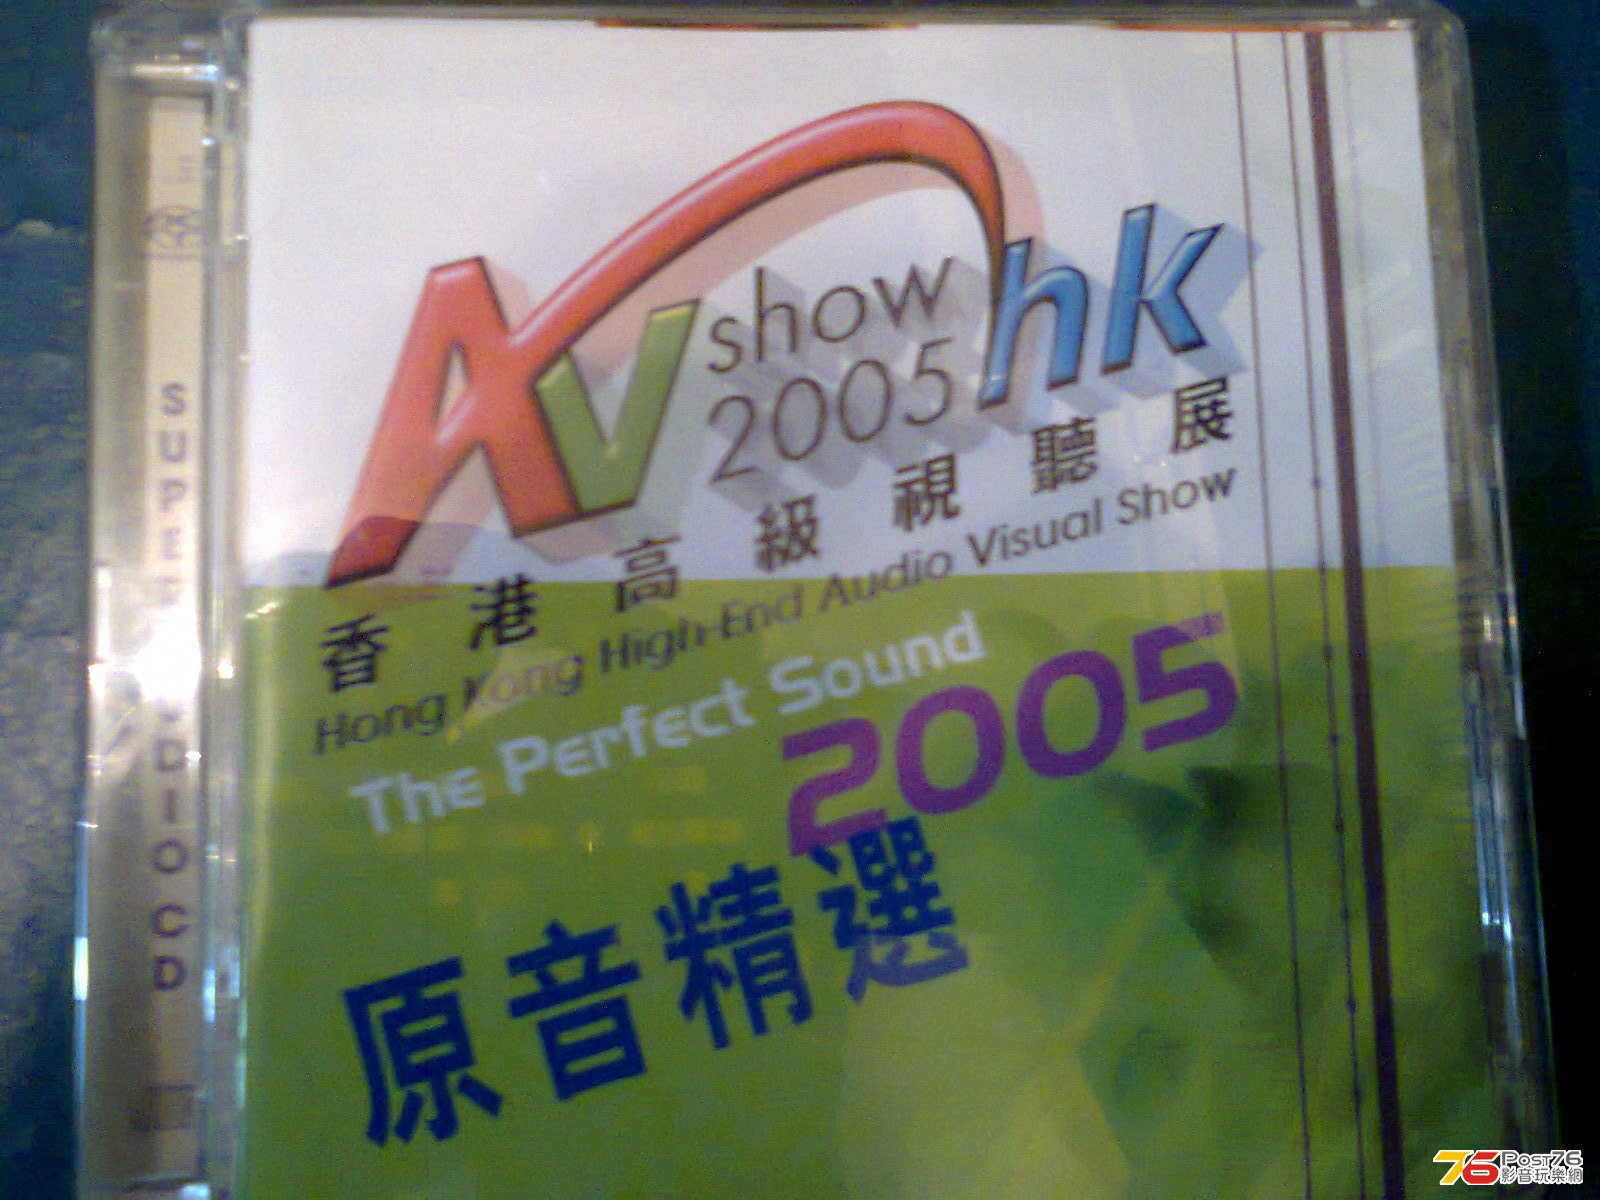 AV show 2005 hk
香港高級視聽展
Hong Kong High-End Audio Visual Show
The Perfect Sound
2005
原音精選
SUPER AUDIO CD
76 Post76
影音玩樂網